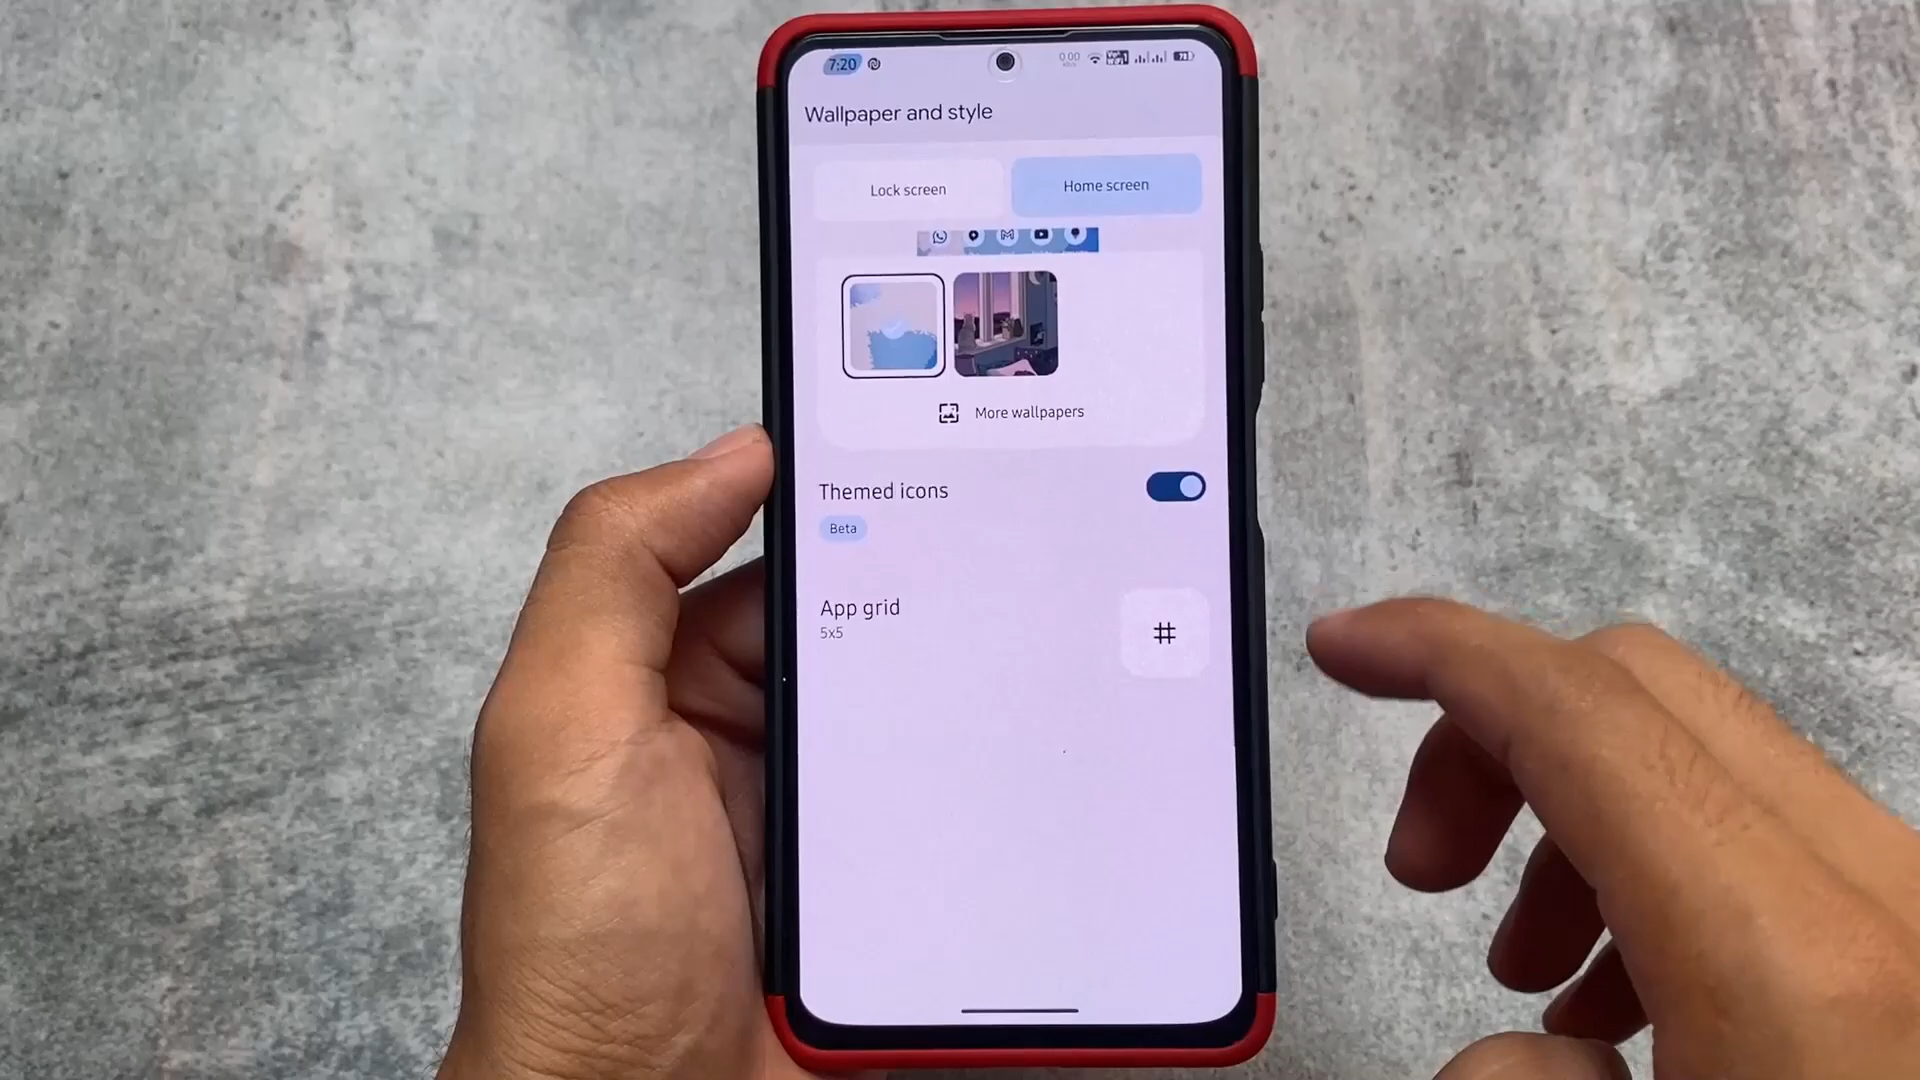 7:20
0.00
Wallpaper and style
Lock screen
Home screen
More wallpapers
Themed icons
Beta
App grid
5x5